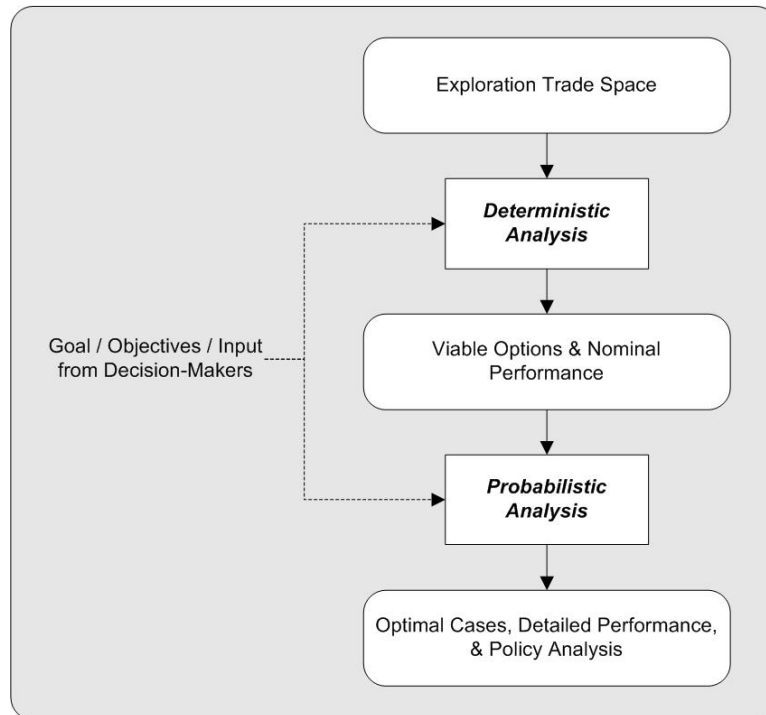 Exploration Trade Space
Deterministic
Analysis
Goal / Objectives / Input
from Decision-Makers
Viable Options & Nominal
Performance
Probabilistic
Analysis
Optimal Cases, Detailed Performance,
& Policy Analysis